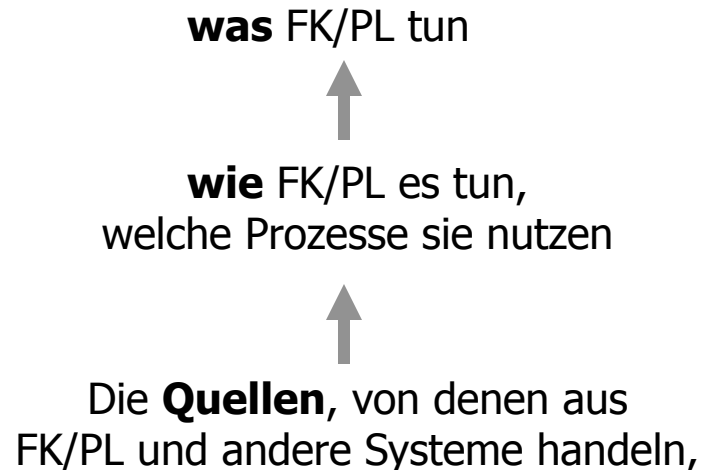 was FK/PL tun
wie FK/PL es tun,
welche Prozesse sie nutzen
Die Quellen, von denen aus
FK/PL und andere Systeme handeln,